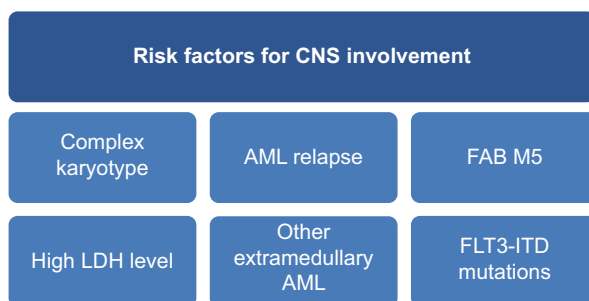 Risk factors for CNS involvement
Complex
karyotype
AML relapse
FAB M5
High LDH level
Other
extramedullary
AML
FLT3-ITD
mutations